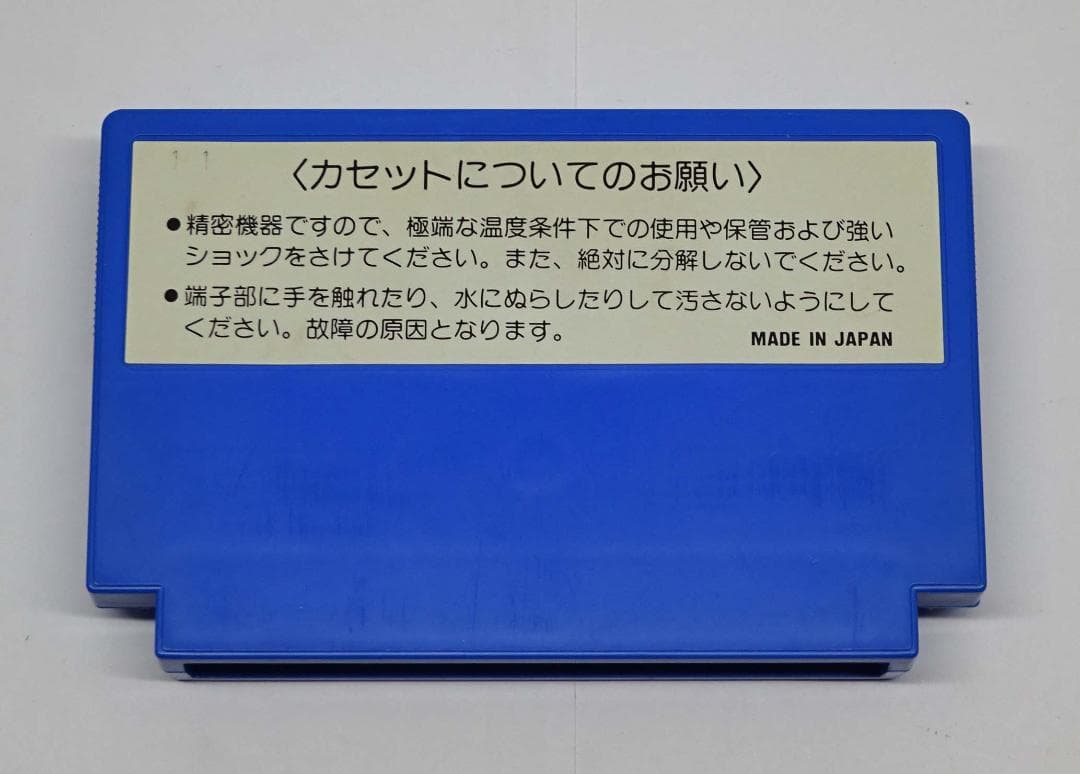 1 1
〈カセットについてのお願い〉
●精密機器ですので、極端な温度条件下での使用や保管および強い
ショックをさけてください。また、絶対に分解しないでください。
●端子部に手を触れたり、水にぬらしたりして汚さないようにして
ください。故障の原因となります。
MADE IN JAPAN